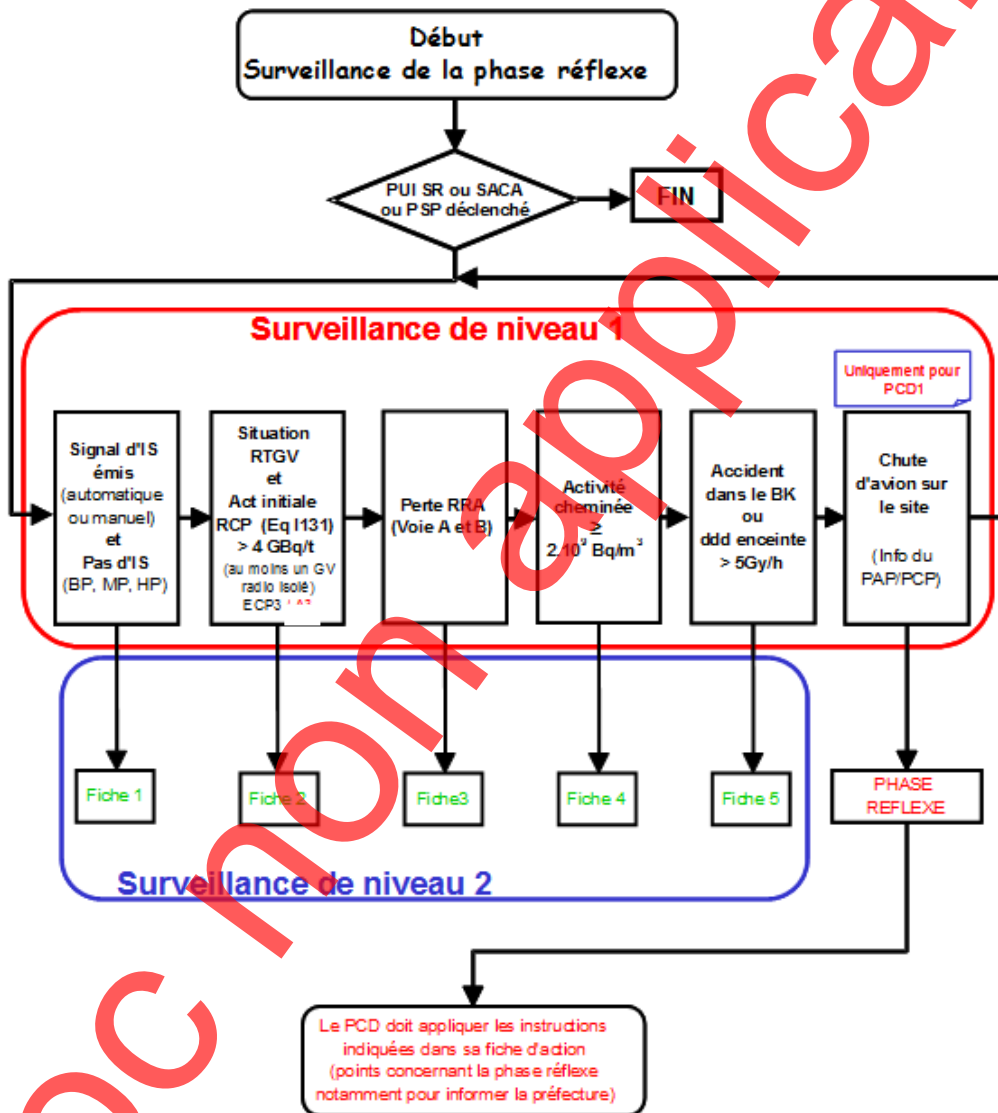 Début
Surveillance de la phase réflexe
PUI SR ou SACA
ou PSP déclenché
FIN
Surveillance de niveau 1
Uniquement pour
PCD1
Signal d'IS
émis
(automatique
ou manuel)
et
Pas d'IS
(BP, MP, HP)
Situation
RTGV
et
Act initiale
RCP (Eq I131)
> 4 GBq/t
(au moins un GV
radio isolé)
ECP3
Perte RRA
(Voie A et B)
Activité
cheminée
≥
Bq/m³
Accident
dans le BK
ou
ddd enceinte
> 5Gy/h
Chute
d'avion sur
le site
(Info du
PAP/PCP)
Fiche 1
Fiche 2
Fiche3
Fiche 4
Fiche 5
PHASE
REFLEXE
Surveillance de niveau 2
Le PCD doit appliquer les instructions
indiquées dans sa fiche d'action
(points concernant la phase réflexe
notamment pour informer la préfecture)
non